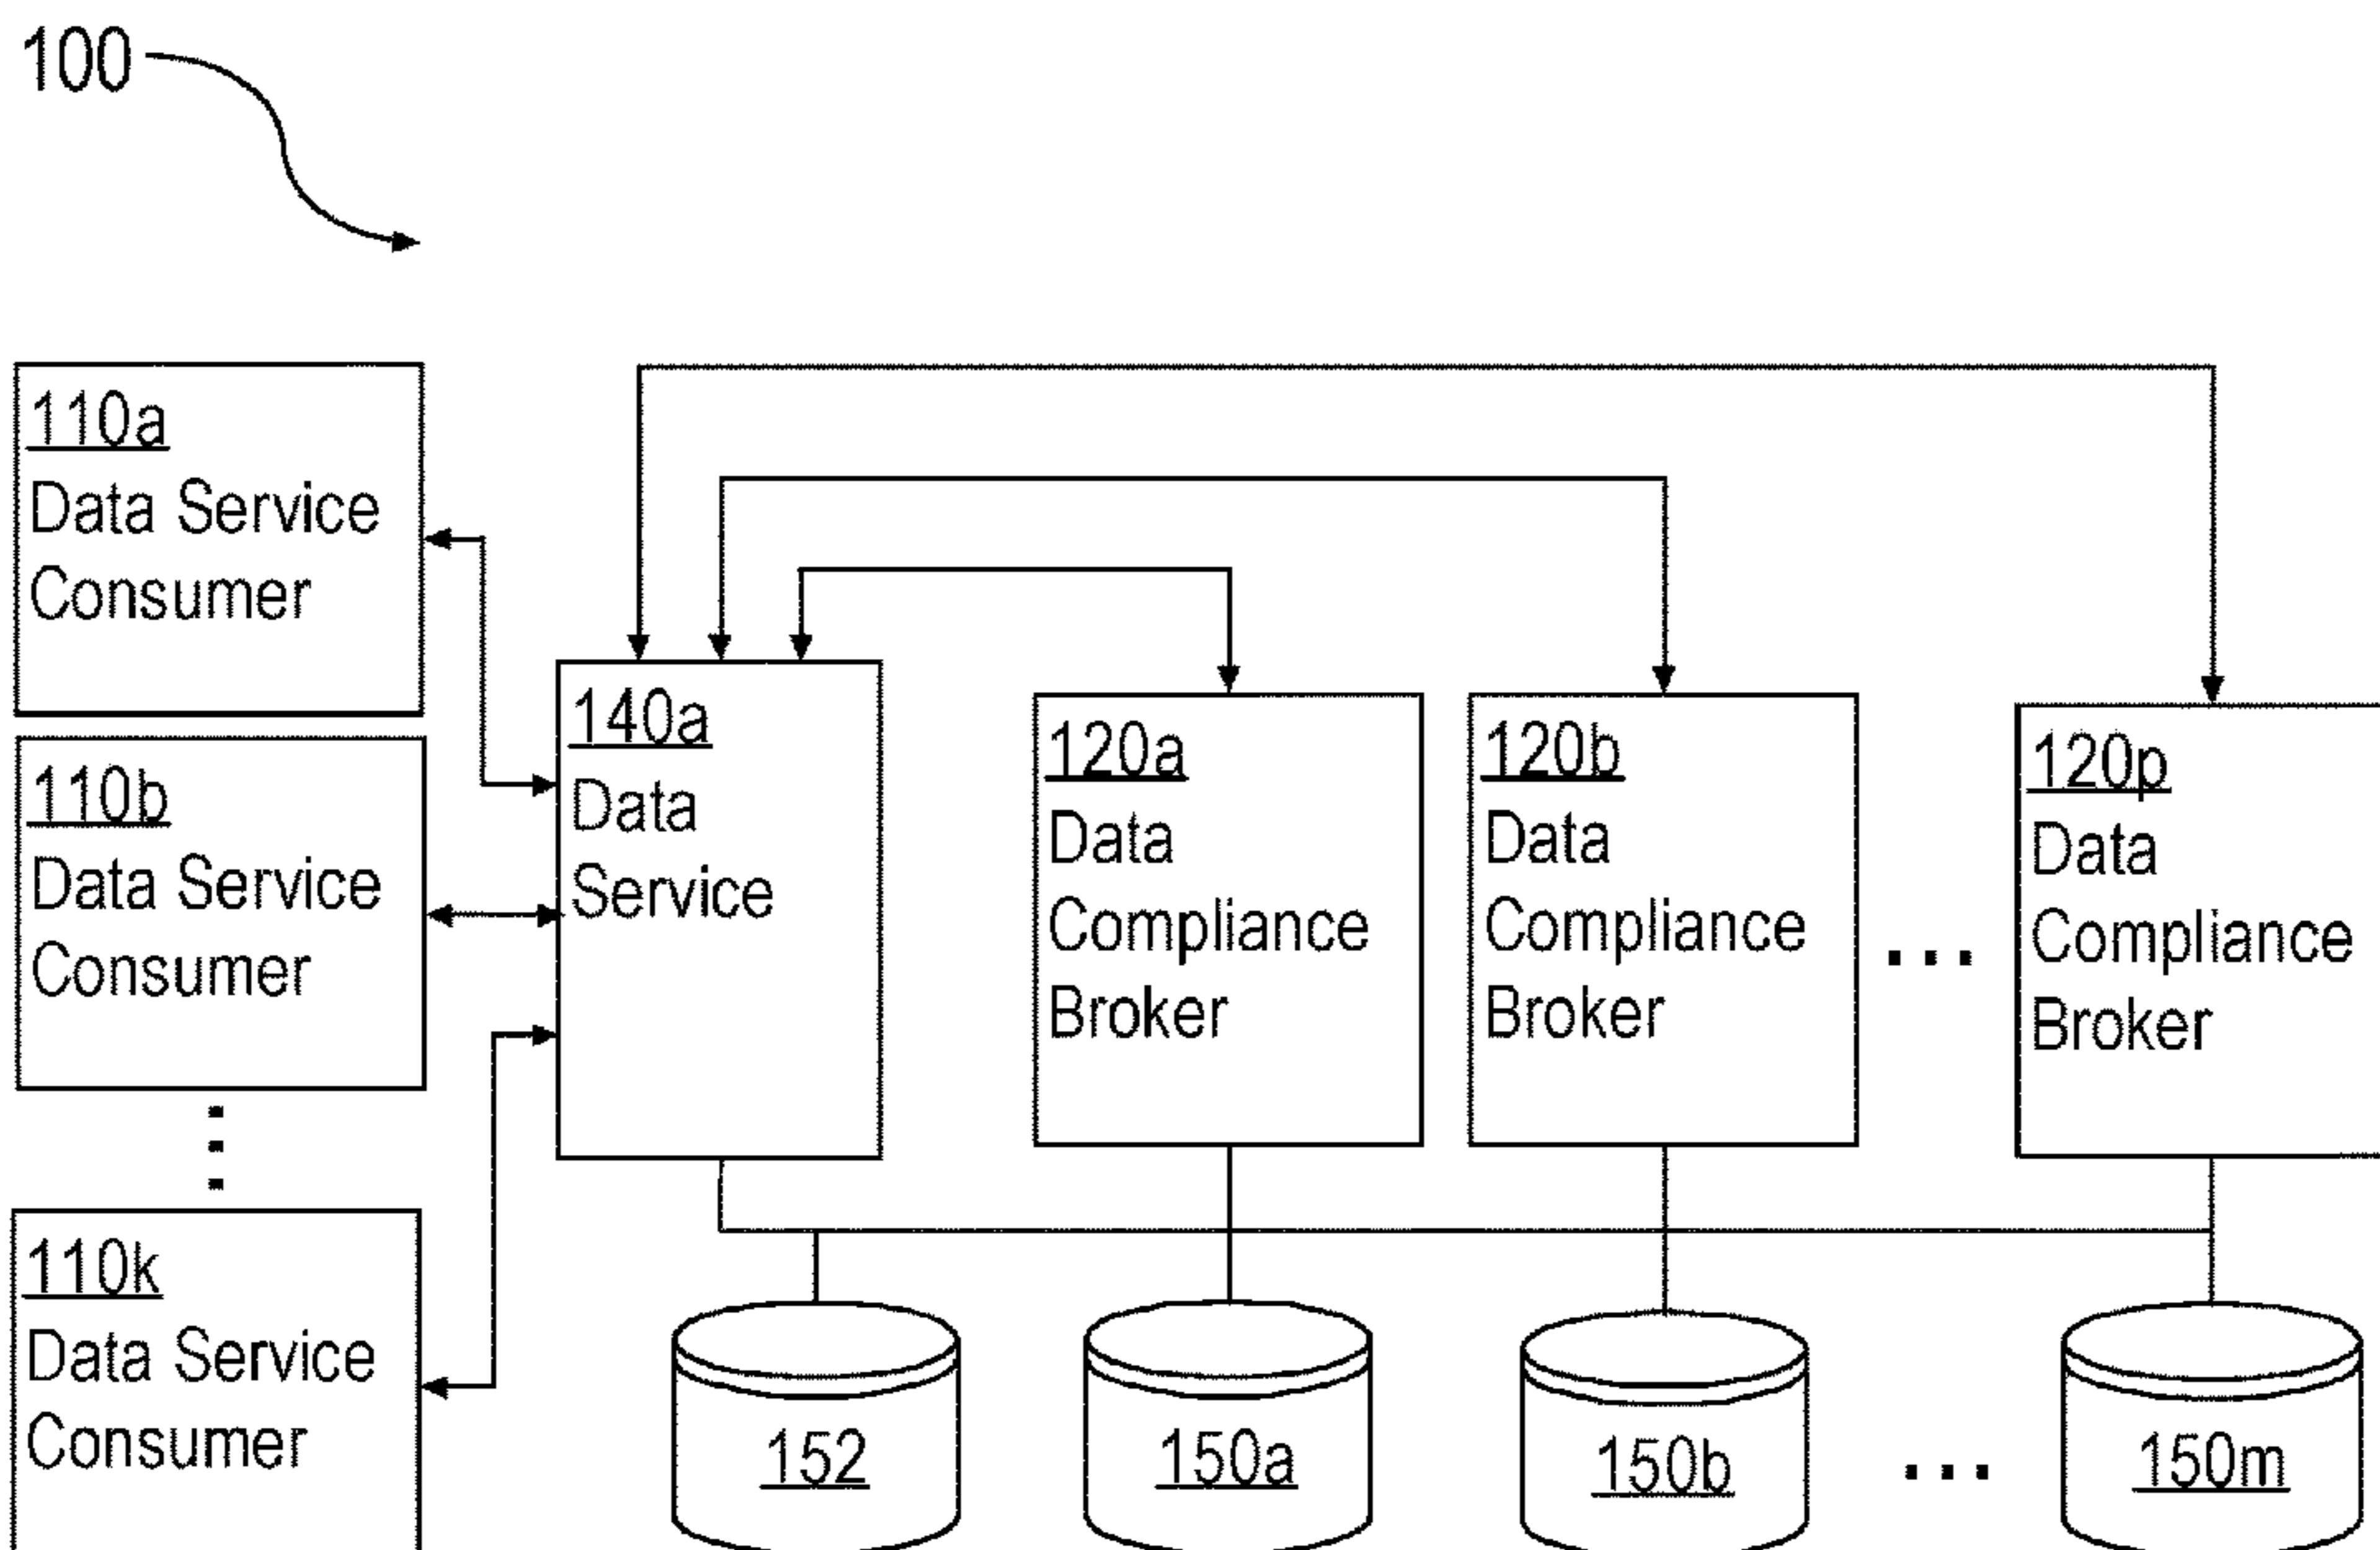 100
110a
Data Service
Consumer
110b
Data Service
Consumer
110k
Data Service
Consumer
140a
Data
Service
120a
Data
Compliance
Broker
120b
Data
Compliance
Broker
...
120p
Data
Compliance
Broker
152
150a
150b
...
150m